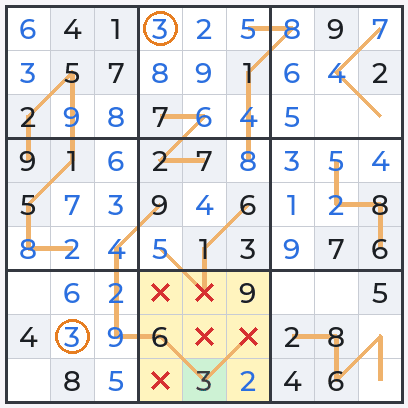 6 4 1 3 2 5 8 9 7
3 5 7 8 9 1 6 4 2
2 9 8 7 6 4 5
9 1 6 2 7 8 3 5 4
5 7 3 9 4 6 1 2 8
8 2 4 5 1 3 9 7 6
6 2 × × 9 5
4 3 9 6 × × 2 8
8 5 × 3 2 4 6